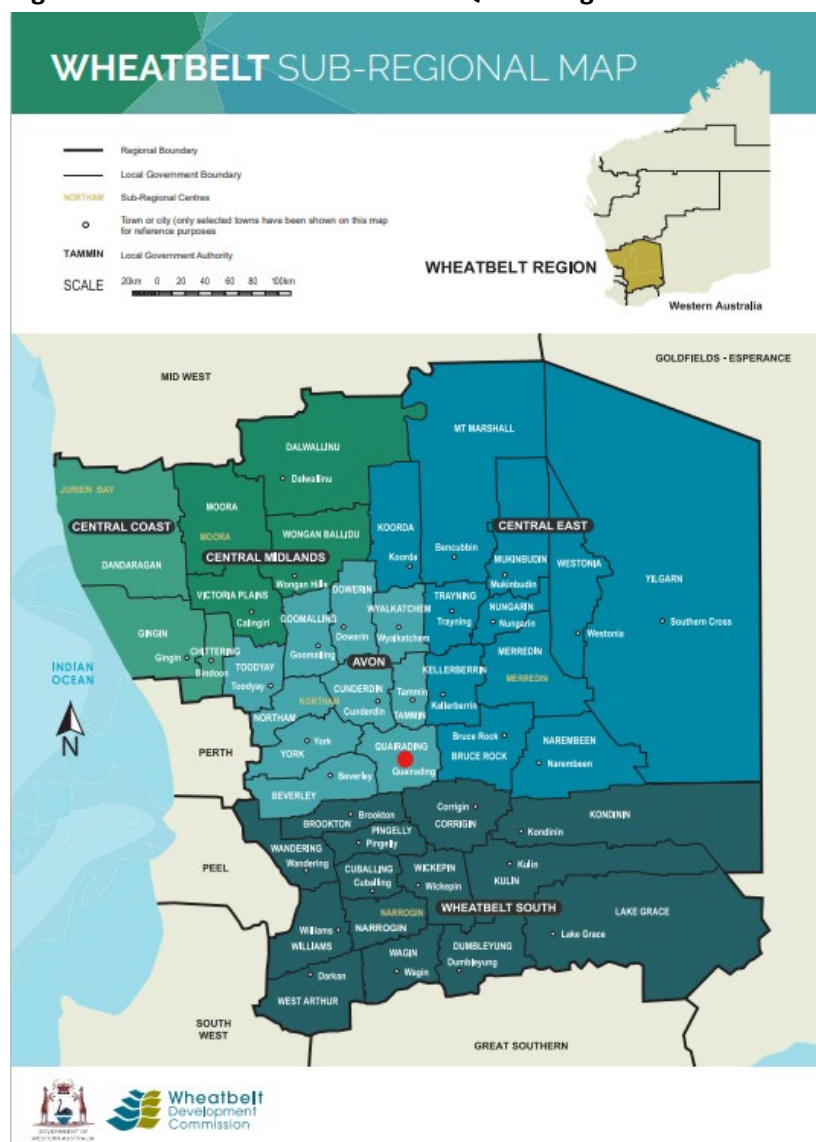 WHEATBELT SUB-REGIONAL MAP
Regional Boundary
Local Government Boundary
NORTHAM Sub-Regional Centres
Town or city (only selected towns have been shown on this map
for reference purposes
TAMMIN Local Government Authority
SCALE 20km 0 20 40 60 80 100km
WHEATBELT REGION
Western Australia
MID WEST
GOLDFIELDS - ESPERANCE
MT MARSHALL
DALWALLINU
Dalwallinu
JURIEN BAY
MOORA
CENTRAL COAST
KOORDA
CENTRAL EAST
MOORA
WONGAN BALLIDU
CENTRAL MIDLANDS
Koorda
Bencubbin
MUKINBUDIN
WESTONIA
DANDARAGAN
YILGARN
Wongan Hills
Mukinbudin
DOWERIN
VICTORIA PLAINS
TRAYNING
WYALKATCHEM
NUNGARIN
Calingiri
GOOMALLING
Trayning
Nungarin
Southern Cross
GINGIN
Dowerin
Wyalkatchem
Westonia
CHITTERING
Goomalling
MERREDIN
Gingin
Bindoon
TOODYAY
AVON
KELLERBERRIN
INDIAN
OCEAN
MERREDIN
Toodyay
CUNDERDIN
Tammin
Kellerberrin
NORTHAM
Cunderdin
TAMMIN
NORTHAM
N
Bruce Rock
NAREMBEEN
York
QUAIRADING
PERTH
YORK
BRUCE ROCK
Narembeen
Quairading
Beverley
BEVERLEY
Corrigin
KONDININ
Brookton
BROOKTON
CORRIGIN
Kondinin
PINGELLY
Pingelly
WANDERING
Wandering
PEEL
CUBALLING
WICKEPIN
Kulin
Cuballing
Wickepin
KULIN
NARROGIN
WHEATBELT SOUTH
LAKE GRACE
Williams
NARROGIN
Lake Grace
WILLIAMS
DUMBLEYUNG
WAGIN
Dumbleyung
Darkan
Wagin
WEST ARTHUR
SOUTH
WEST
GREAT SOUTHERN
GOVERNMENT OF
WESTERN AUSTRALIA
Wheatbelt
Development
Commission